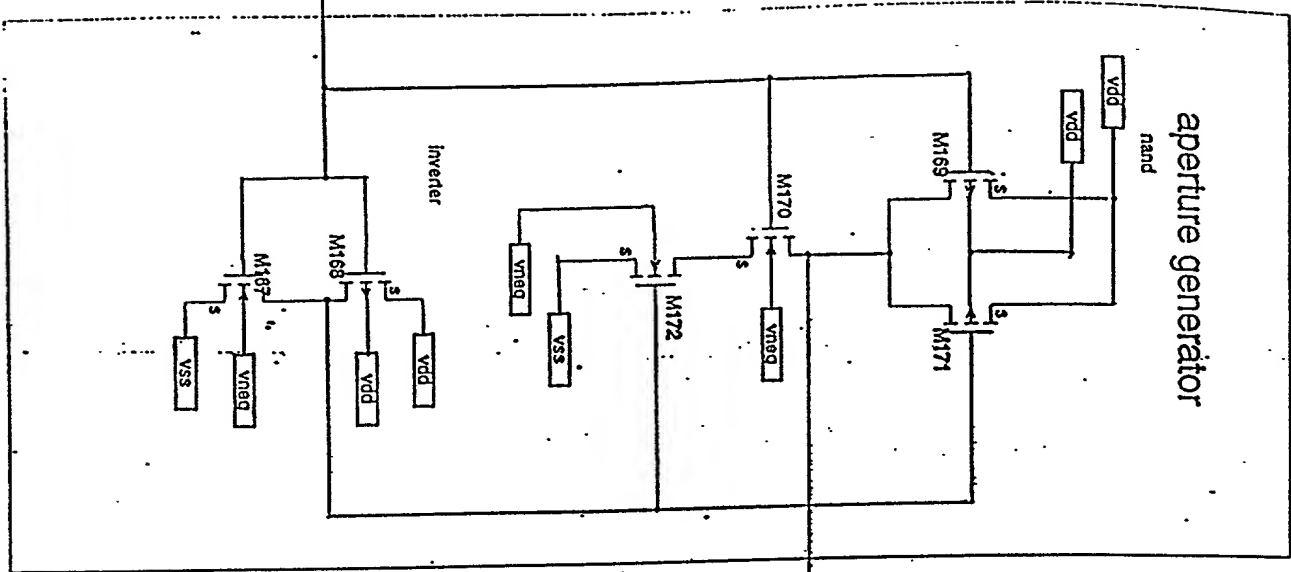 aperture generator
nand
vdd
vdd
s
s
M169
M171
M170
vneg
s
M172
s
vss
vneg
inverter
vdd
s
vdd
M168
M167
vneg
s
vss